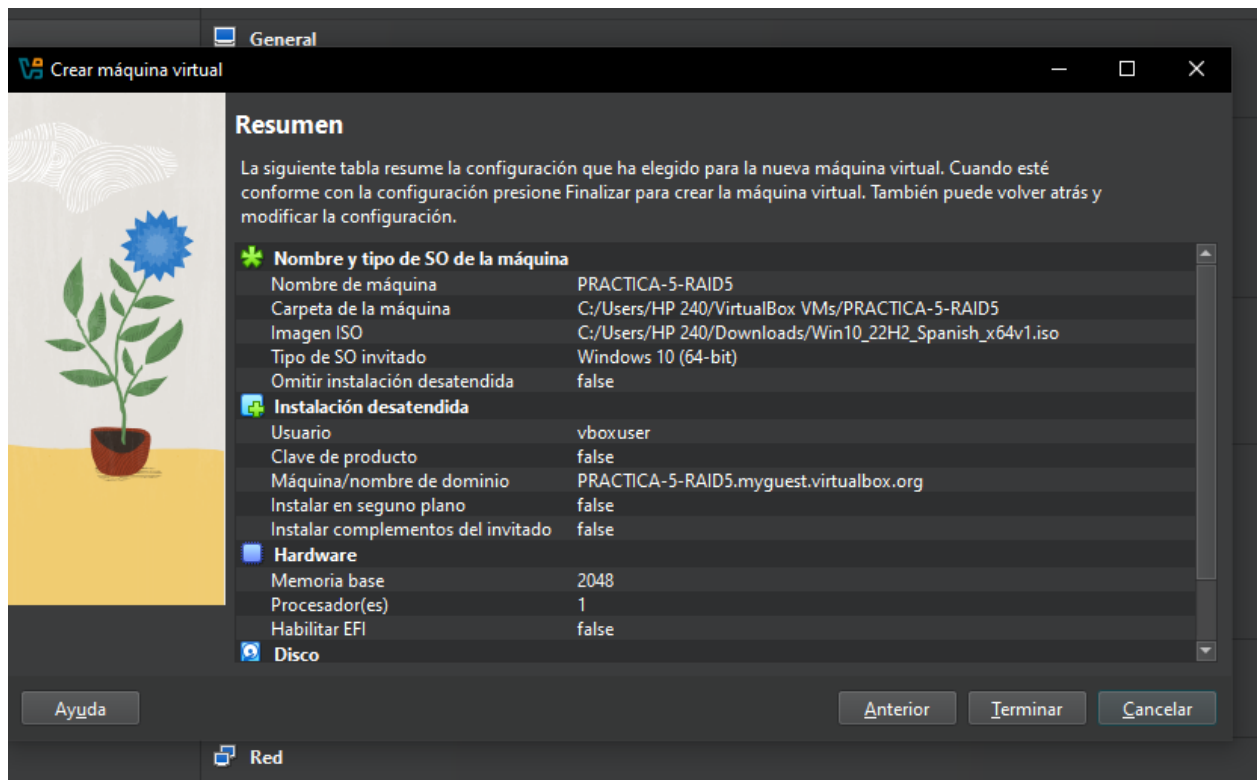 General
Crear máquina virtual
Resumen
La siguiente tabla resume la configuración que ha elegido para la nueva máquina virtual. Cuando esté
conforme con la configuración presione Finalizar para crear la máquina virtual. También puede volver atrás y
modificar la configuración.
Nombre y tipo de SO de la máquina
Nombre de máquina PRACTICA-5-RAID5
Carpeta de la máquina C:/Users/HP 240/VirtualBox VMs/PRACTICA-5-RAID5
Imagen ISO C:/Users/HP 240/Downloads/Win10_22H2_Spanish_x64v1.iso
Tipo de SO invitado Windows 10 (64-bit)
Omitir instalación desatendida false
Instalación desatendida
Usuario vboxuser
Clave de producto false
Máquina/nombre de dominio PRACTICA-5-RAID5.myguest.virtualbox.org
Instalar en seguno plano false
Instalar complementos del invitado false
Hardware
Memoria base 2048
Procesador(es) 1
Habilitar EFI false
Disco
Ayuda Anterior Terminar Cancelar
Red